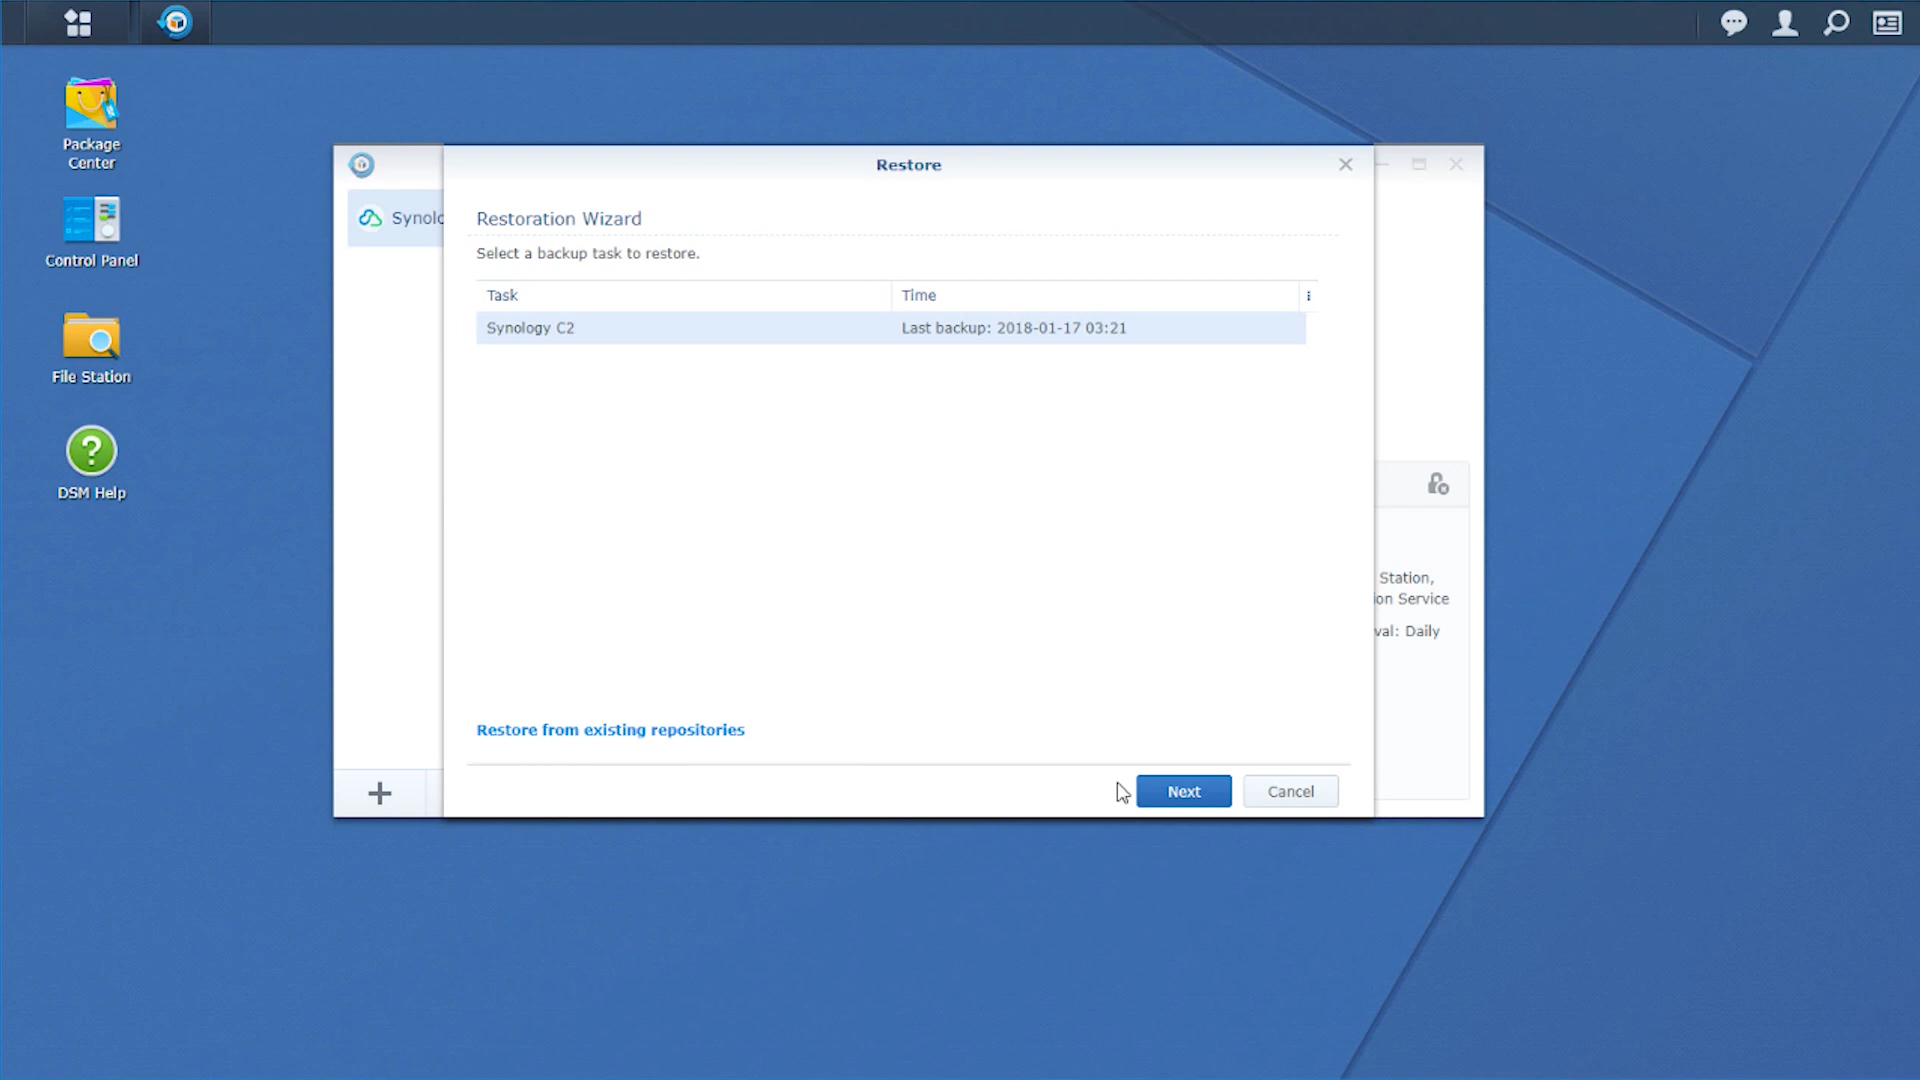 Package
Center
Control Panel
File Station
DSM Help
Restore
Synolo
Restoration Wizard
Select a backup task to restore.
Task Time
Synology C2 Last backup: 2018-01-17 03:21
Station,
ion Service
val: Daily
Restore from existing repositories
Next Cancel